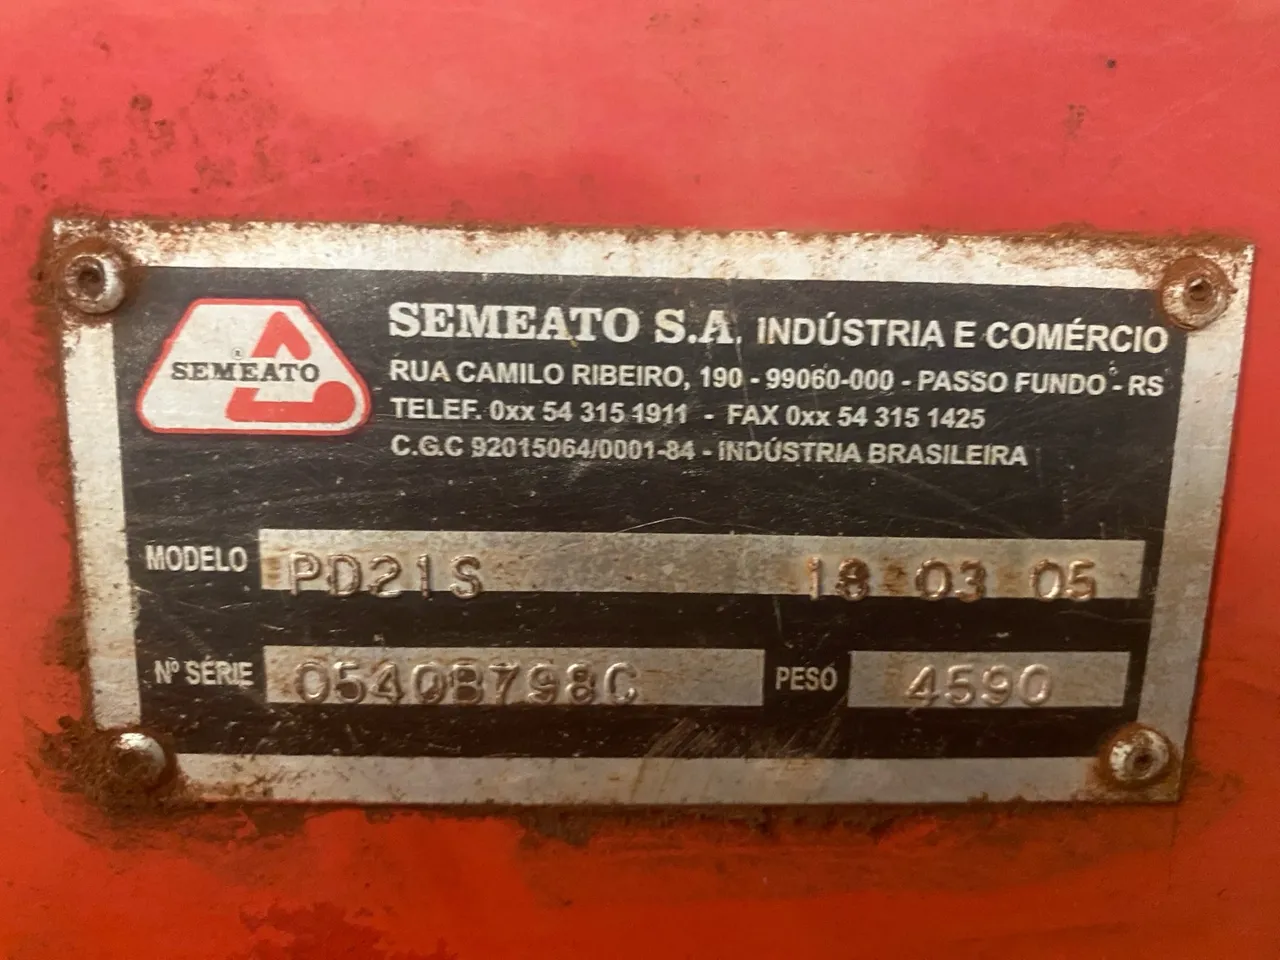 SEMEATO S.A. INDÚSTRIA E COMÉRCIO
® SEMEATO
RUA CAMILO RIBEIRO, 190 - 99060-000 - PASSO FUNDO - RS
TELEF. 0xx 54 315 1911 - FAX 0xx 54 315 1425
C.G.C 92015064/0001-84 - INDÚSTRIA BRASILEIRA
MODELO PD21S 18 03 05
Nº SÉRIE 0540B798C PESO 4590